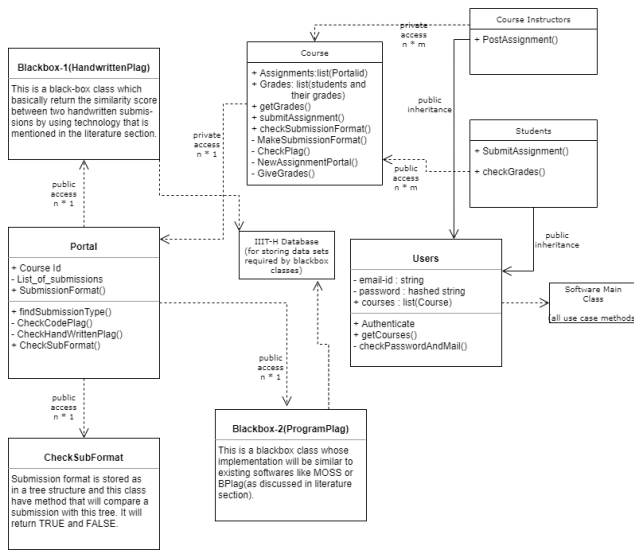 Course Instructors
+ PostAssignment()
private
access
n * m
Course
+ Assignments:list(Portalid)
+ Grades: list(students and
their grades)
+ getGrades()
+ submitAssignment()
+ checkSubmissionFormat()
- MakeSubmissionFormat()
- CheckPlag()
- NewAssignmentPortal()
- GiveGrades()
Blackbox-1(HandwrittenPlag)
This is a black-box class which
basically return the similarity score
between two handwritten submis-
sions by using technology that is
mentioned in the literature section.
public
inheritance
Students
+ SubmitAssignment()
+ checkGrades()
private
access
n * 1
public
access
n * m
public
access
n * 1
public
inheritance
Portal
+ Course Id
- List_of_submissions
+ SubmissionFormat()
+ findSubmissionType()
- CheckCodePlag()
- CheckHandWrittenPlag()
+ CheckSubFormat()
IIIT-H Database
(for storing data sets
required by blackbox
classes)
Users
- email-id : string
- password : hashed string
+ courses : list(Course)
+ Authenticate
+ getCourses()
- checkPasswordAndMail()
Software Main
Class
(all use case methods)
public
access
n * 1
public
access
n * 1
Blackbox-2(ProgramPlag)
This is a blackbox class whose
implementation will be similar to
existing softwares like MOSS or
BPlag(as discussed in literature
section).
CheckSubFormat
Submission format is stored as
in a tree structure and this class
have method that will compare a
submission with this tree. It will
return TRUE and FALSE.